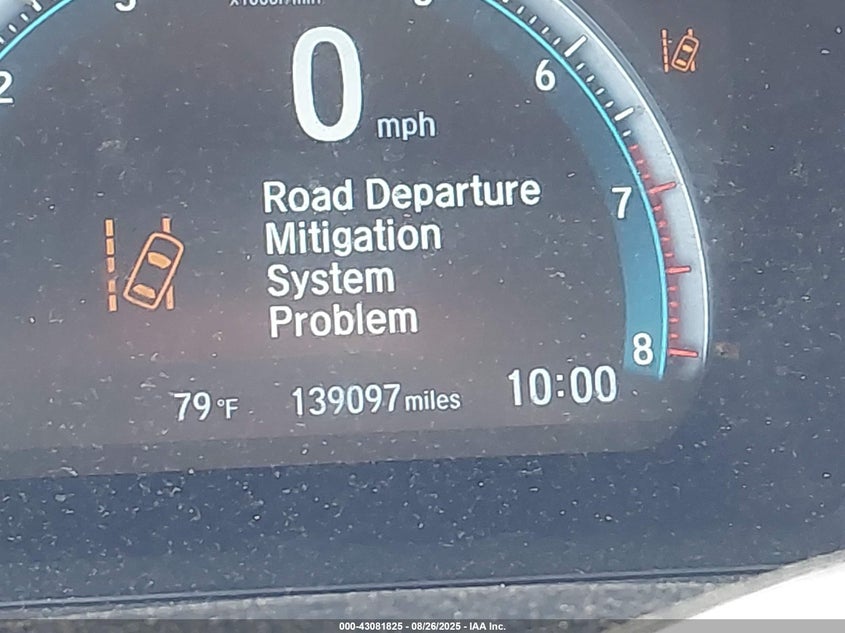 0 mph
6
2
Road Departure
Mitigation
System
Problem
7
8
79°F 139097 miles 10:00
000-43081825 - 08/26/2025 - IAA Inc.